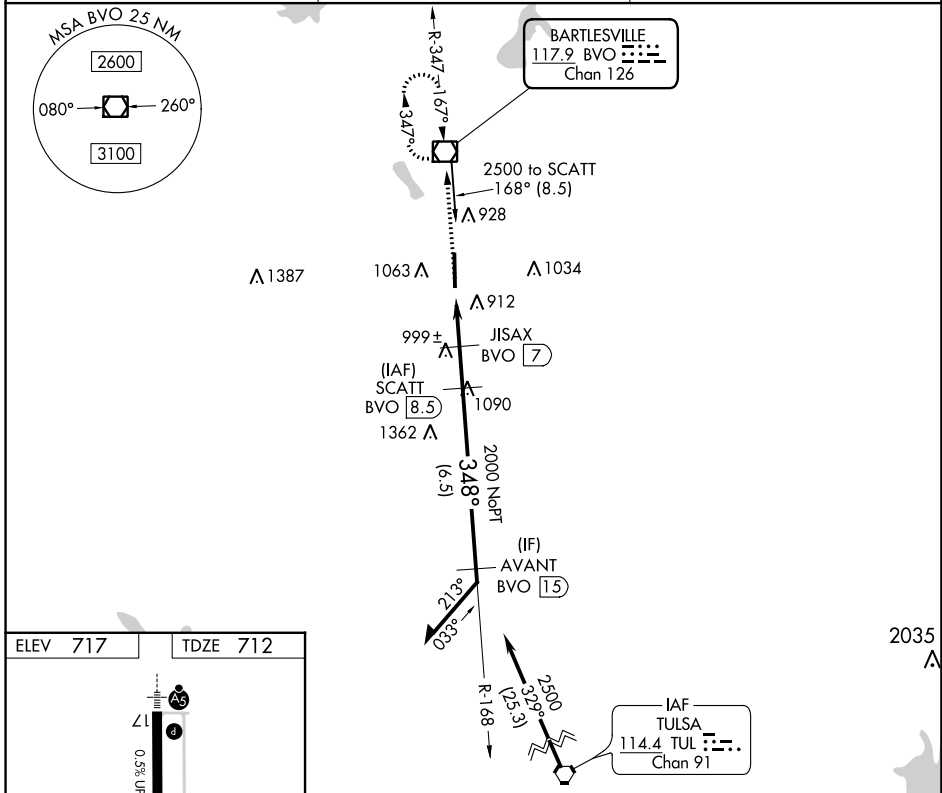 MSA BVO 25 NM
2600
080°
260°
3100
R-347
167°
347°
BARTLESVILLE
117.9 BVO
Chan 126
2500 to SCATT
168° (8.5)
928
1387
1063
1034
912
999±
JISAX
BVO 7
(IAF)
SCATT
BVO 8.5
1090
1362
2000 NoPT
348°
(6.5)
(IF)
AVANT
BVO 15
213°
033°
R-168
2500
329°
(25.3)
IAF
TULSA
114.4 TUL
Chan 91
2035
ELEV 717
TDZE 712
A5
P
17
0.5% UP